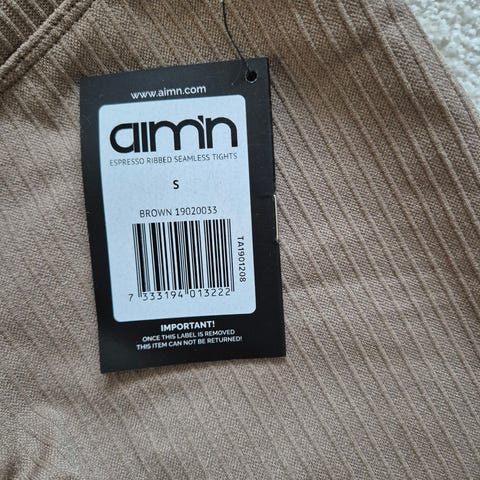 www.aimn.com
aim'n
ESPRESSO RIBBED SEAMLESS TIGHTS
S
BROWN 19020033
TA1901208
7 333194 013222
IMPORTANT!
ONCE THIS LABEL IS REMOVED
THIS ITEM CAN NOT BE RETURNED!